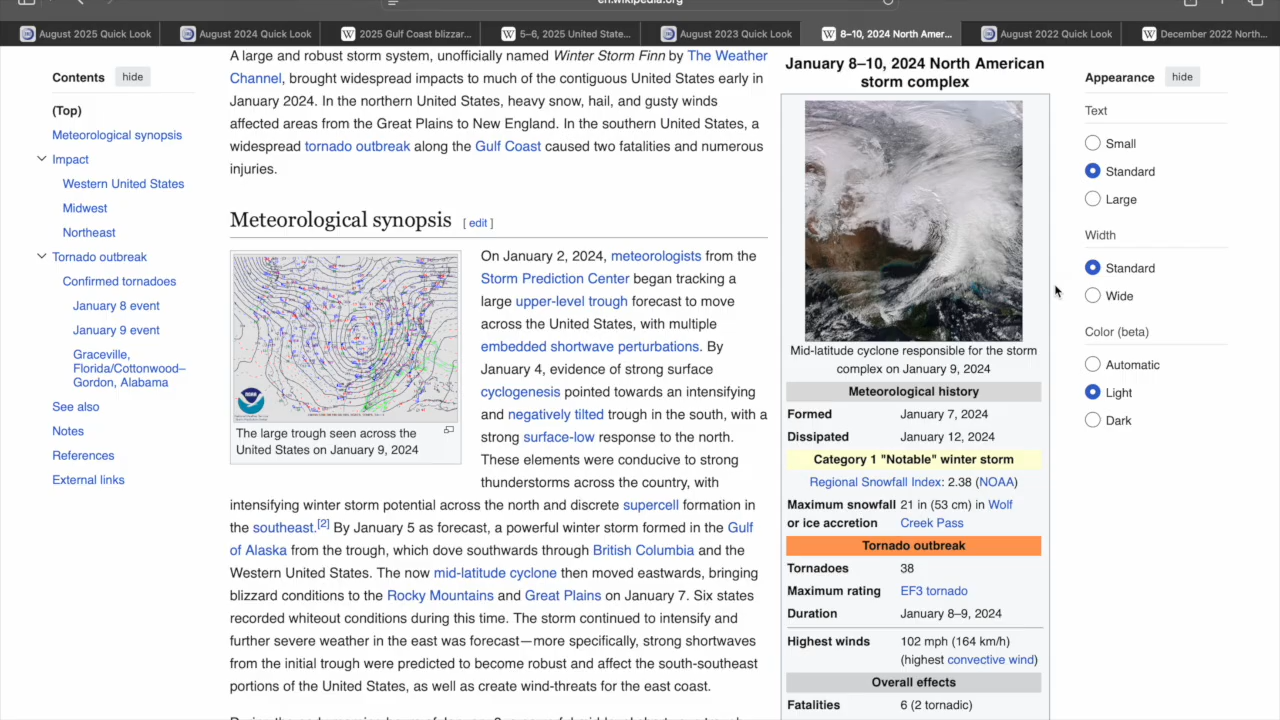 en.wikipedia.org
August 2025 Quick Look
August 2024 Quick Look
2025 Gulf Coast blizzar...
5–6, 2025 United State...
August 2023 Quick Look
8–10, 2024 North Amer...
August 2022 Quick Look
December 2022 North...
Contents hide
(Top)
Meteorological synopsis
Impact
Western United States
Midwest
Northeast
Tornado outbreak
Confirmed tornadoes
January 8 event
January 9 event
Graceville,
Florida/Cottonwood–
Gordon, Alabama
See also
Notes
References
External links
A large and robust storm system, unofficially named Winter Storm Finn by The Weather
Channel, brought widespread impacts to much of the contiguous United States early in
January 2024. In the northern United States, heavy snow, hail, and gusty winds
affected areas from the Great Plains to New England. In the southern United States, a
widespread tornado outbreak along the Gulf Coast caused two fatalities and numerous
injuries.
Meteorological synopsis [ edit ]
NOAA
The large trough seen across the
United States on January 9, 2024
On January 2, 2024, meteorologists from the
Storm Prediction Center began tracking a
large upper-level trough forecast to move
across the United States, with multiple
embedded shortwave perturbations. By
January 4, evidence of strong surface
cyclogenesis pointed towards an intensifying
and negatively tilted trough in the south, with a
strong surface-low response to the north.
These elements were conducive to strong
thunderstorms across the country, with
intensifying winter storm potential across the north and discrete supercell formation in
the southeast.[2] By January 5 as forecast, a powerful winter storm formed in the Gulf
of Alaska from the trough, which dove southwards through British Columbia and the
Western United States. The now mid-latitude cyclone then moved eastwards, bringing
blizzard conditions to the Rocky Mountains and Great Plains on January 7. Six states
recorded whiteout conditions during this time. The storm continued to intensify and
further severe weather in the east was forecast—more specifically, strong shortwaves
from the initial trough were predicted to become robust and affect the south-southeast
portions of the United States, as well as create wind-threats for the east coast.
January 8–10, 2024 North American
storm complex
Mid-latitude cyclone responsible for the storm
complex on January 9, 2024
Meteorological history
Formed January 7, 2024
Dissipated January 12, 2024
Category 1 "Notable" winter storm
Regional Snowfall Index: 2.38 (NOAA)
Maximum snowfall 21 in (53 cm) in Wolf
or ice accretion Creek Pass
Tornado outbreak
Tornadoes 38
Maximum rating EF3 tornado
Duration January 8–9, 2024
Highest winds 102 mph (164 km/h)
(highest convective wind)
Overall effects
Fatalities 6 (2 tornadic)
Appearance hide
Text
Small
Standard
Large
Width
Standard
Wide
Color (beta)
Automatic
Light
Dark